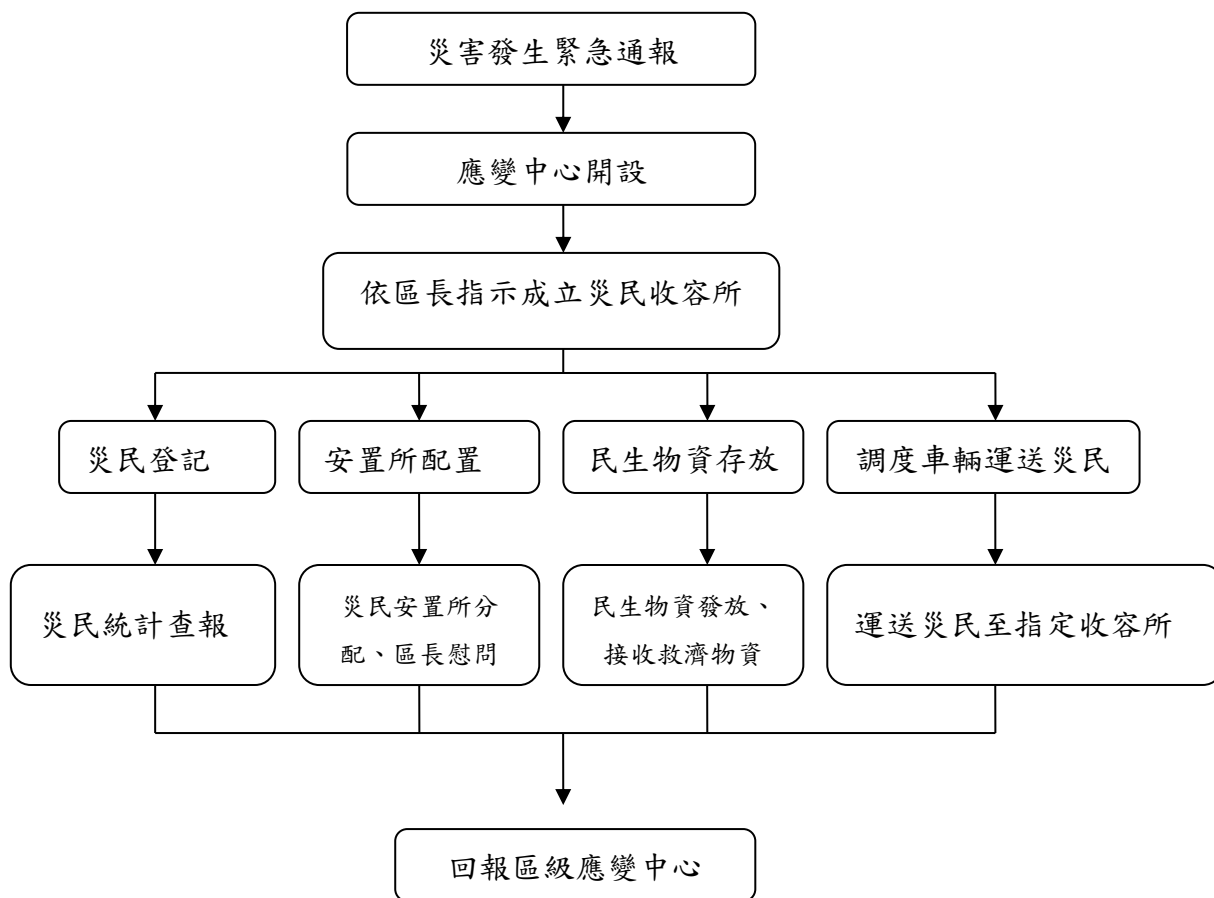 災害發生緊急通報
應變中心開設
依區長指示成立災民收容所
災民登記
安置所配置
民生物資存放
調度車輛運送災民
災民統計查報
災民安置所分
配、區長慰問
民生物資發放、
接收救濟物資
運送災民至指定收容所
回報區級應變中心